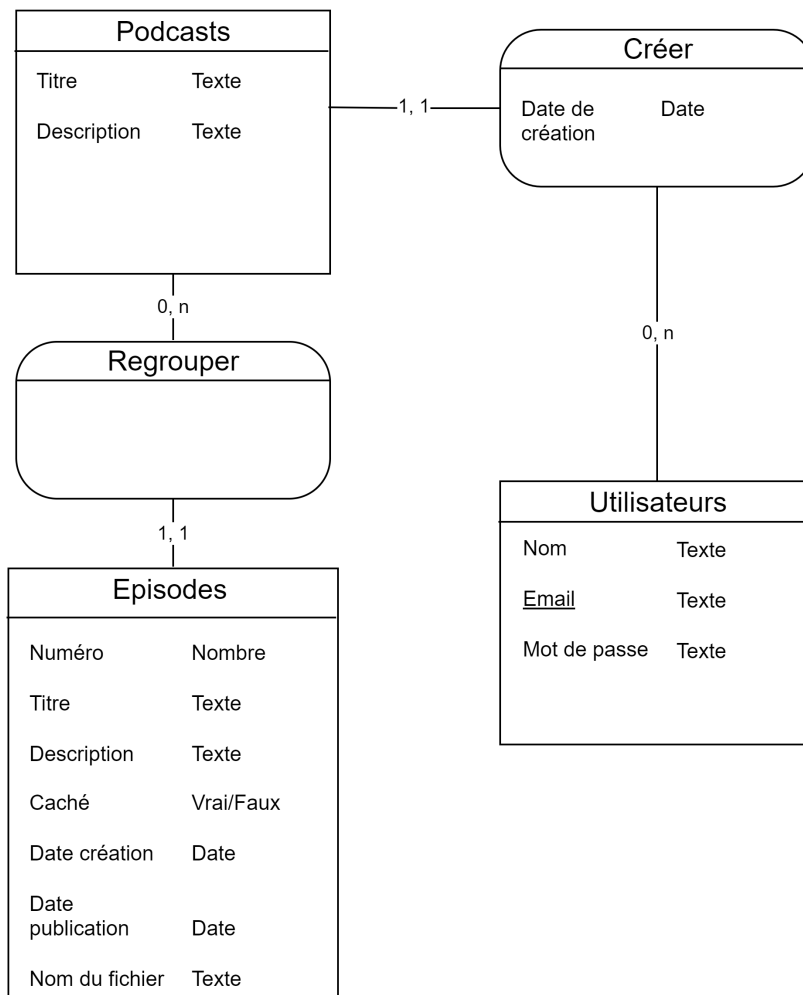 Podcasts
Titre Texte
Description Texte
1, 1
Créer
Date de
création Date
0, n
Regrouper
1, 1
0, n
Utilisateurs
Nom Texte
Email Texte
Mot de passe Texte
Episodes
Numéro Nombre
Titre Texte
Description Texte
Caché Vrai/Faux
Date création Date
Date
publication Date
Nom du fichier Texte